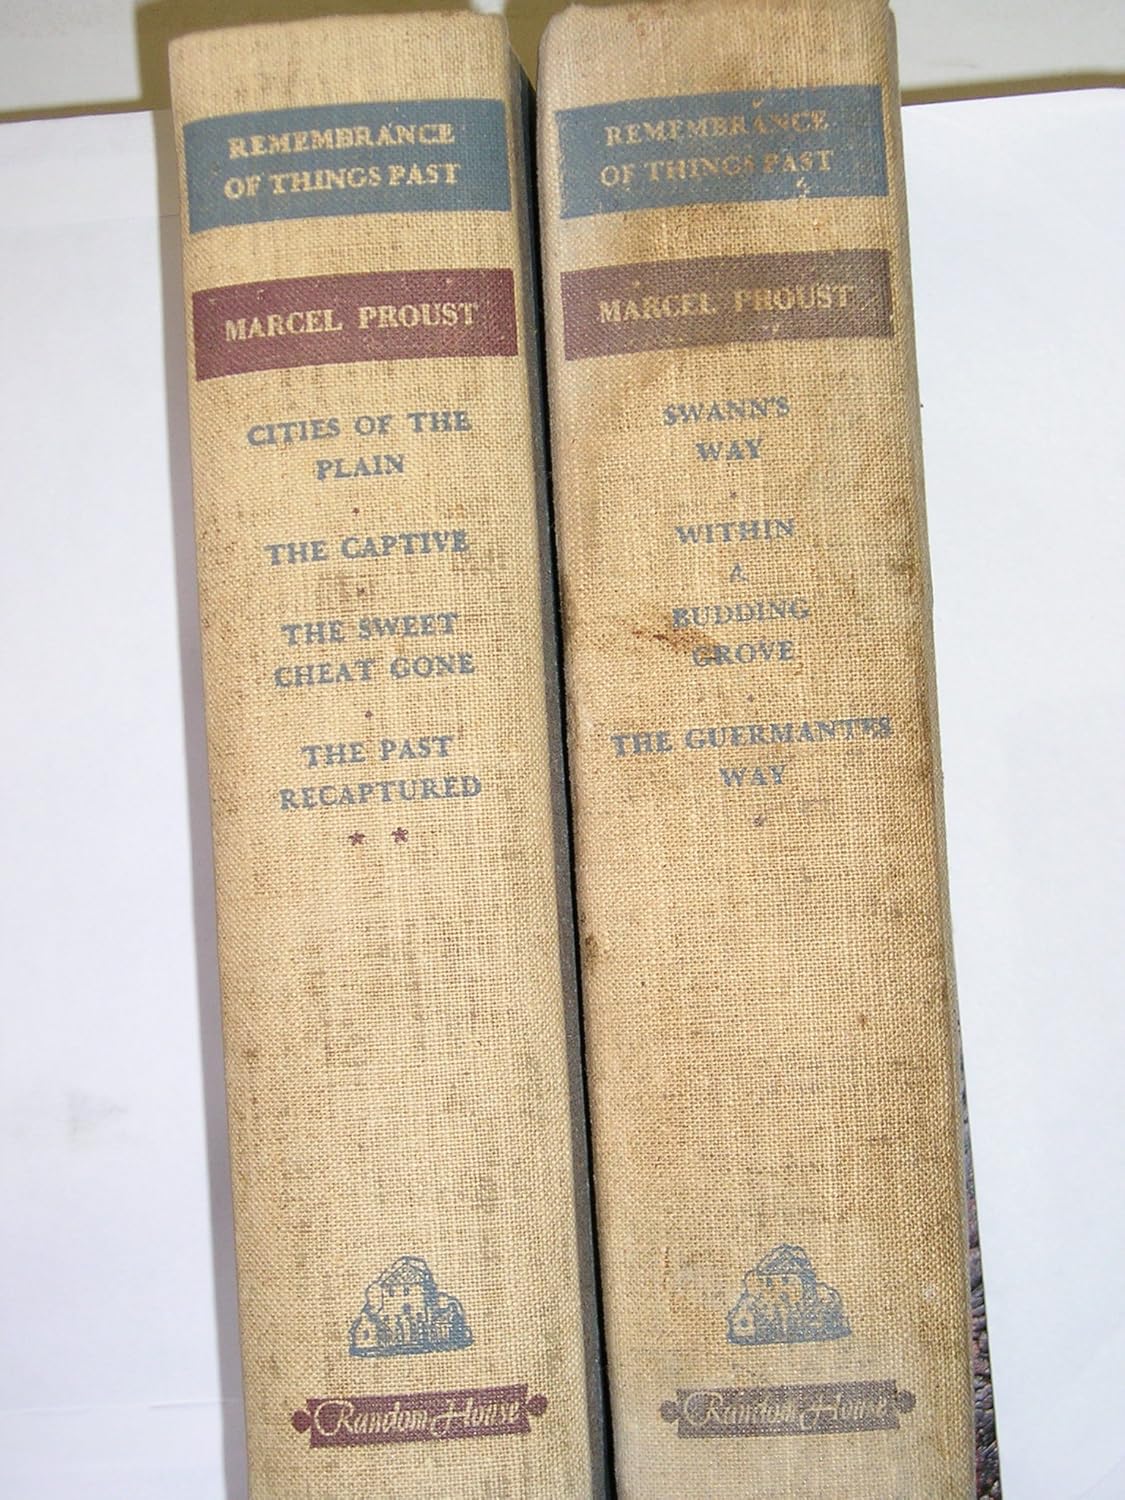 REMEMBRANCE
OF THINGS PAST
MARCEL PROUST
CITIES OF THE
PLAIN
THE CAPTIVE
THE SWEET
CHEAT GONE
THE PAST
RECAPTURED
* *
Random House
REMEMBRANCE
OF THINGS PAST
MARCEL PROUST
SWANN'S
WAY
WITHIN
A
BUDDING
GROVE
THE GUERMANTES
WAY
*
Random House